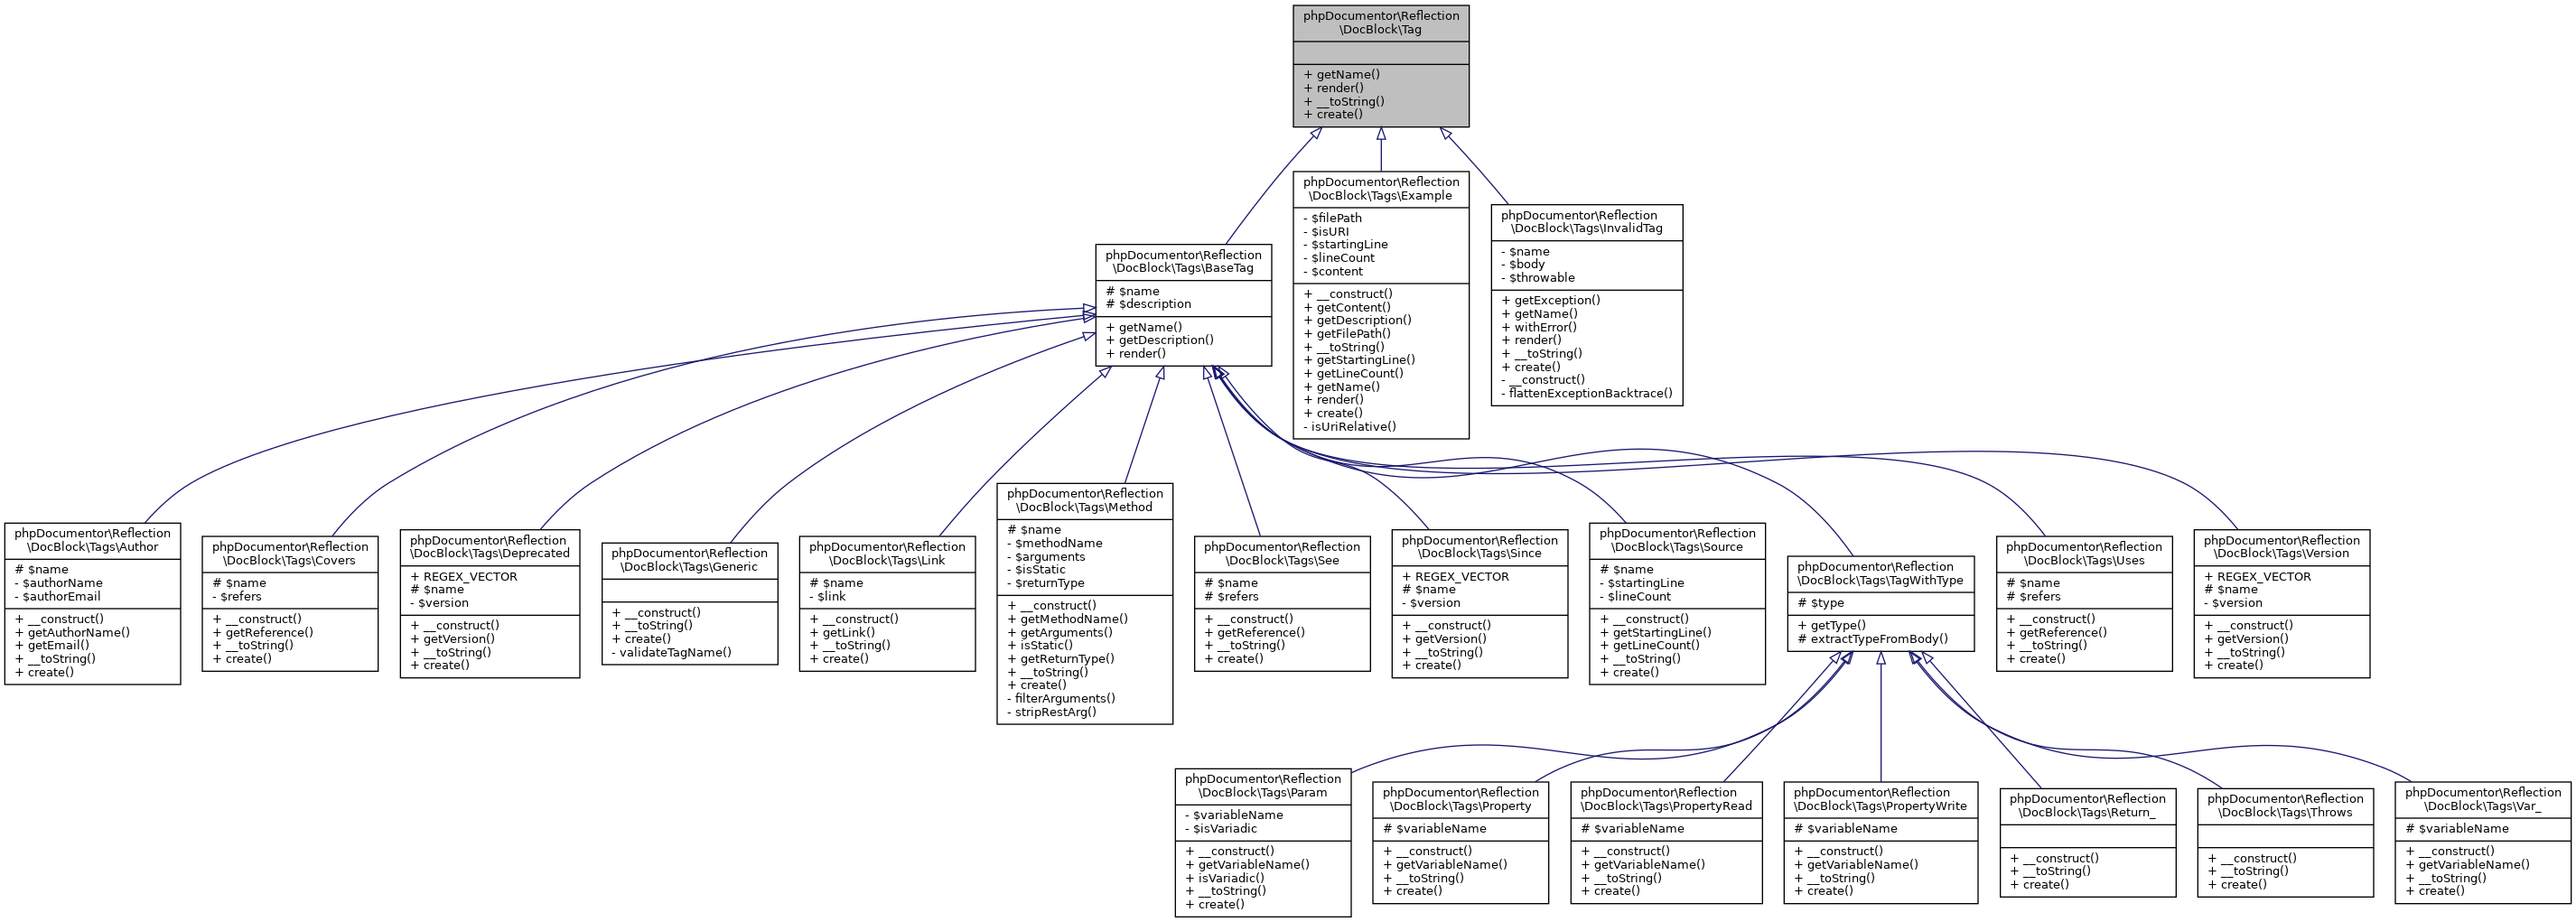 phpDocumentor\Reflection
\DocBlock\Tag
+ getName()
+ render()
+ __toString()
+ create()
phpDocumentor\Reflection
\DocBlock\Tags\Example
- $filePath
- $isURI
- $startingLine
- $lineCount
- $content
+ __construct()
+ getContent()
+ getDescription()
+ getFilePath()
+ __toString()
+ getStartingLine()
+ getLineCount()
+ getName()
+ render()
+ create()
- isUriRelative()
phpDocumentor\Reflection
\DocBlock\Tags\InvalidTag
- $name
- $body
- $throwable
+ getException()
+ getName()
+ withError()
+ render()
+ __toString()
+ create()
- __construct()
- flattenExceptionBacktrace()
phpDocumentor\Reflection
\DocBlock\Tags\BaseTag
# $name
# $description
+ getName()
+ getDescription()
+ render()
phpDocumentor\Reflection
\DocBlock\Tags\Author
# $name
- $authorName
- $authorEmail
+ __construct()
+ getAuthorName()
+ getEmail()
+ __toString()
+ create()
phpDocumentor\Reflection
\DocBlock\Tags\Covers
# $name
- $refers
+ __construct()
+ getReference()
+ __toString()
+ create()
phpDocumentor\Reflection
\DocBlock\Tags\Deprecated
+ REGEX_VECTOR
# $name
- $version
+ __construct()
+ getVersion()
+ __toString()
+ create()
phpDocumentor\Reflection
\DocBlock\Tags\Generic
+ __construct()
+ __toString()
+ create()
- validateTagName()
phpDocumentor\Reflection
\DocBlock\Tags\Link
# $name
- $link
+ __construct()
+ getLink()
+ __toString()
+ create()
phpDocumentor\Reflection
\DocBlock\Tags\Method
# $name
- $methodName
- $arguments
- $isStatic
- $returnType
+ __construct()
+ getMethodName()
+ getArguments()
+ isStatic()
+ getReturnType()
+ __toString()
+ create()
- filterArguments()
- stripRestArg()
phpDocumentor\Reflection
\DocBlock\Tags\See
# $name
# $refers
+ __construct()
+ getReference()
+ __toString()
+ create()
phpDocumentor\Reflection
\DocBlock\Tags\Since
+ REGEX_VECTOR
# $name
- $version
+ __construct()
+ getVersion()
+ __toString()
+ create()
phpDocumentor\Reflection
\DocBlock\Tags\Source
# $name
- $startingLine
- $lineCount
+ __construct()
+ getStartingLine()
+ getLineCount()
+ __toString()
+ create()
phpDocumentor\Reflection
\DocBlock\Tags\TagWithType
# $type
+ getType()
# extractTypeFromBody()
phpDocumentor\Reflection
\DocBlock\Tags\Uses
# $name
# $refers
+ __construct()
+ getReference()
+ __toString()
+ create()
phpDocumentor\Reflection
\DocBlock\Tags\Version
+ REGEX_VECTOR
# $name
- $version
+ __construct()
+ getVersion()
+ __toString()
+ create()
phpDocumentor\Reflection
\DocBlock\Tags\Param
- $variableName
- $isVariadic
+ __construct()
+ getVariableName()
+ isVariadic()
+ __toString()
+ create()
phpDocumentor\Reflection
\DocBlock\Tags\Property
# $variableName
+ __construct()
+ getVariableName()
+ __toString()
+ create()
phpDocumentor\Reflection
\DocBlock\Tags\PropertyRead
# $variableName
+ __construct()
+ getVariableName()
+ __toString()
+ create()
phpDocumentor\Reflection
\DocBlock\Tags\PropertyWrite
# $variableName
+ __construct()
+ getVariableName()
+ __toString()
+ create()
phpDocumentor\Reflection
\DocBlock\Tags\Return_
+ __construct()
+ __toString()
+ create()
phpDocumentor\Reflection
\DocBlock\Tags\Throws
+ __construct()
+ __toString()
+ create()
phpDocumentor\Reflection
\DocBlock\Tags\Var_
# $variableName
+ __construct()
+ getVariableName()
+ __toString()
+ create()